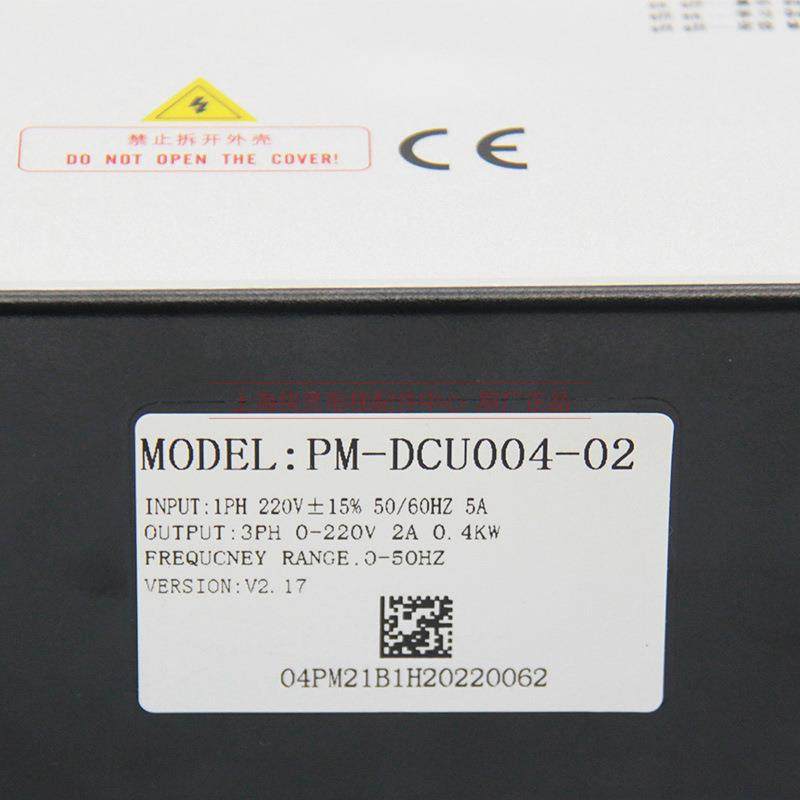 禁止拆开外壳
DO NOT OPEN THE COVER!
CE
MODEL:PM-DCU004-02
INPUT:1PH 220V±15% 50/60HZ 5A
OUTPUT:3PH 0-220V 2A 0.4KW
FREQUCNEY RANGE.0-50HZ
VERSION:V2.17
04PM21B1H20220062